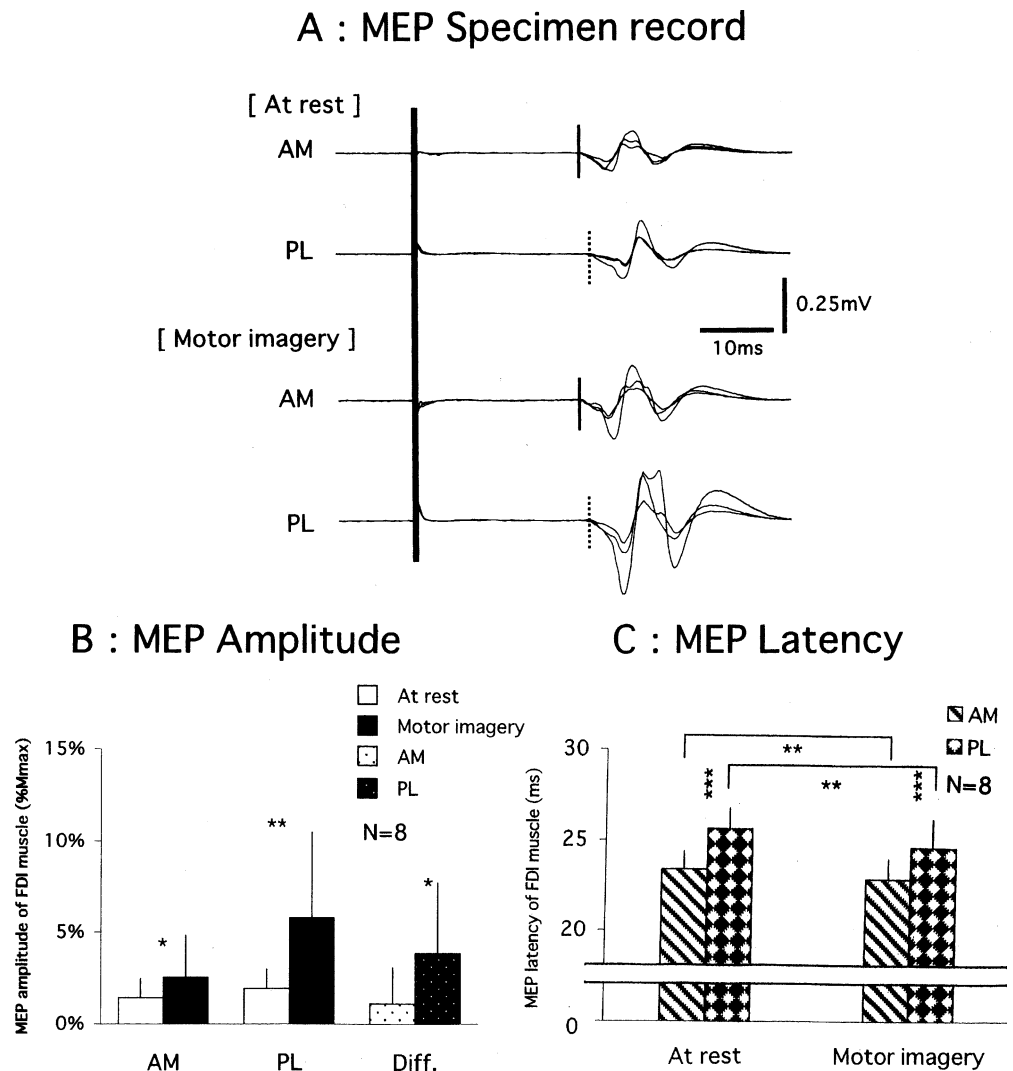 A : MEP Specimen record
[ At rest ]
AM
PL
0.25mV
10ms
[ Motor imagery ]
AM
PL
B : MEP Amplitude
At rest
Motor imagery
AM
PL
N=8
MEP amplitude of FDI muscle (%Mmax)
15%
10%
5%
0%
*
**
*
AM PL Diff.
C : MEP Latency
AM
PL
N=8
MEP latency of FDI muscle (ms)
30
25
20
0
**
**
***
***
At rest Motor imagery